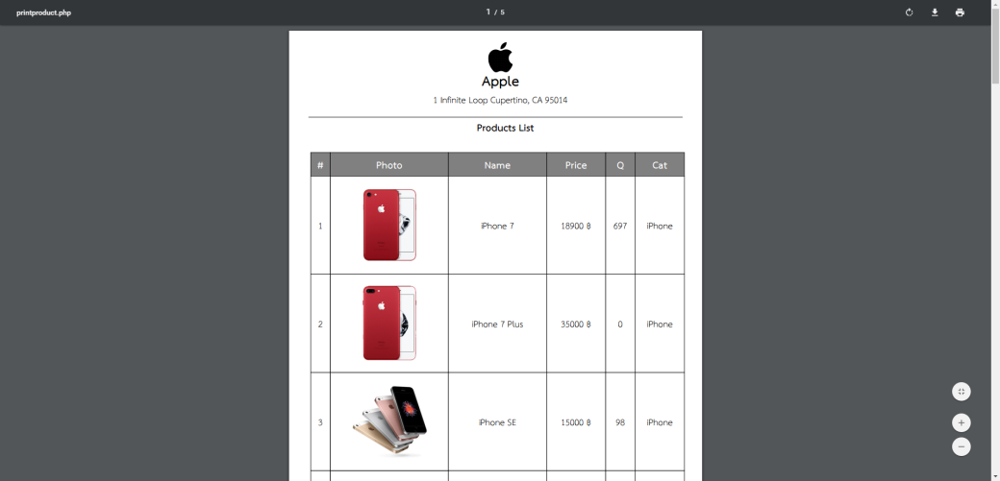 printproduct.php
1 / 5
Apple
1 Infinite Loop Cupertino, CA 95014
Products List
# Photo Name Price Q Cat
1 iPhone 7 18900 ฿ 697 iPhone
2 iPhone 7 Plus 35000 ฿ 0 iPhone
3 iPhone SE 15000 ฿ 98 iPhone